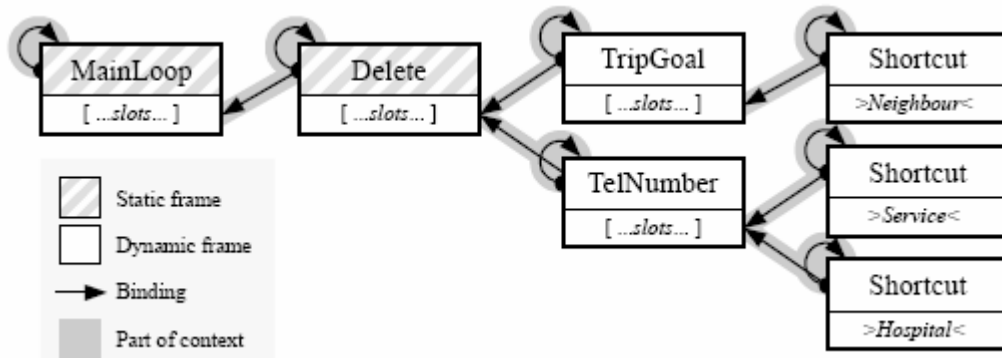 MainLoop
[ ...slots... ]
Delete
[ ...slots... ]
TripGoal
[ ...slots... ]
Shortcut
>Neighbour<
TelNumber
[ ...slots... ]
Shortcut
>Service<
Shortcut
>Hospital<
Static frame
Dynamic frame
Binding
Part of context